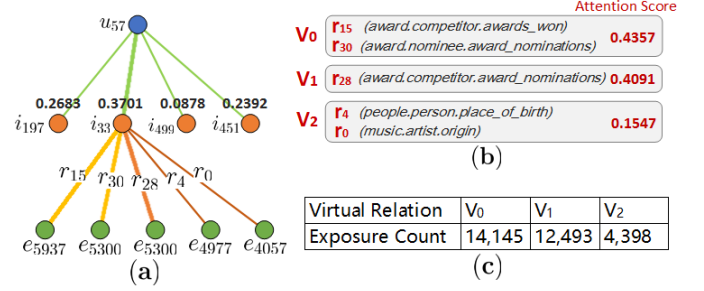 u57
0.2683 0.3701 0.0878 0.2392
i197 i33 i499 i451
r15 r30 r28 r4 r0
e5937 e5300 e5300 e4977 e4057
(a)
Attention Score
V0 r15 (award.competitor.awards_won)
r30 (award.nominee.award_nominations) 0.4357
V1 r28 (award.competitor.award_nominations) 0.4091
V2 r4 (people.person.place_of_birth)
r0 (music.artist.origin) 0.1547
(b)
Virtual Relation V0 V1 V2
Exposure Count 14,145 12,493 4,398
(c)